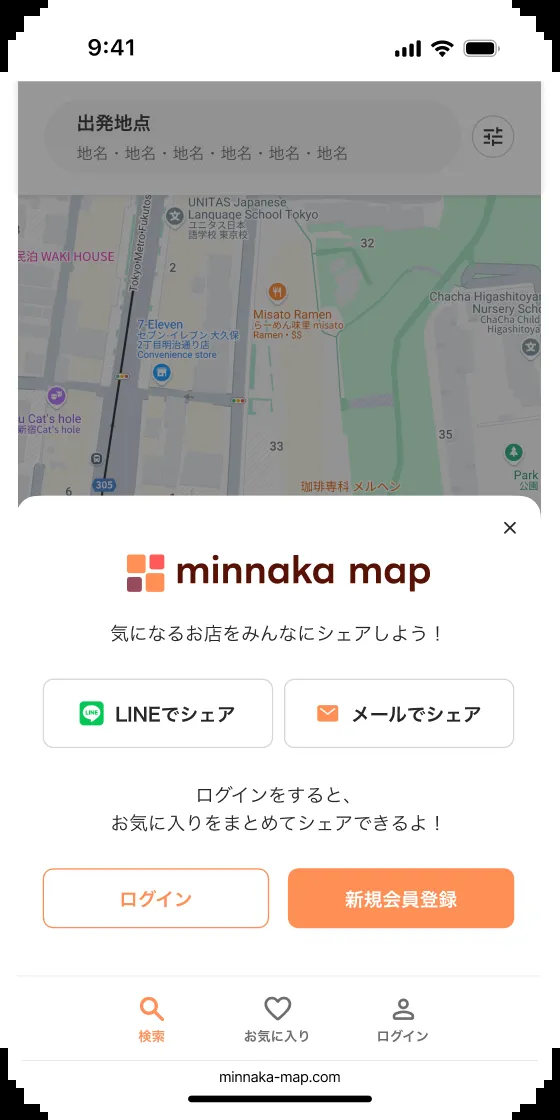 9:41
出発地点
地名・地名・地名・地名・地名・地名
UNITAS Japanese
Language School Tokyo
ユニタス日本
語学校 東京校
Tokyo Metro Fukutos
32
民泊 WAKI HOUSE
2
Chacha Higashitoyar
Nursery Scho
ChaCha Child
Higashitoya
Misato Ramen
らーめん味里 misato
Ramen・$$
7-Eleven
セブン-イレブン 大久保
2丁目明治通り店
Convenience store
u Cat's hole
新宿Cat's hole
33
35
Park
公園
305
6
珈琲専科 メルヘン
minnaka map
気になるお店をみんなにシェアしよう！
LINE
LINEでシェア
メールでシェア
ログインをすると、
お気に入りをまとめてシェアできるよ！
ログイン
新規会員登録
検索
お気に入り
ログイン
minnaka-map.com